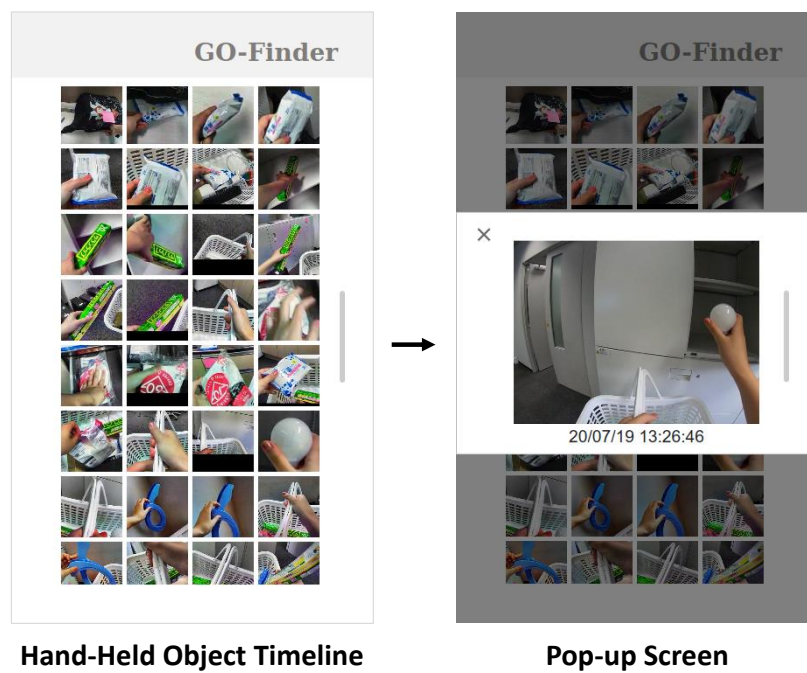 GO-Finder
GO-Finder
×
20/07/19 13:26:46
Hand-Held Object Timeline
Pop-up Screen